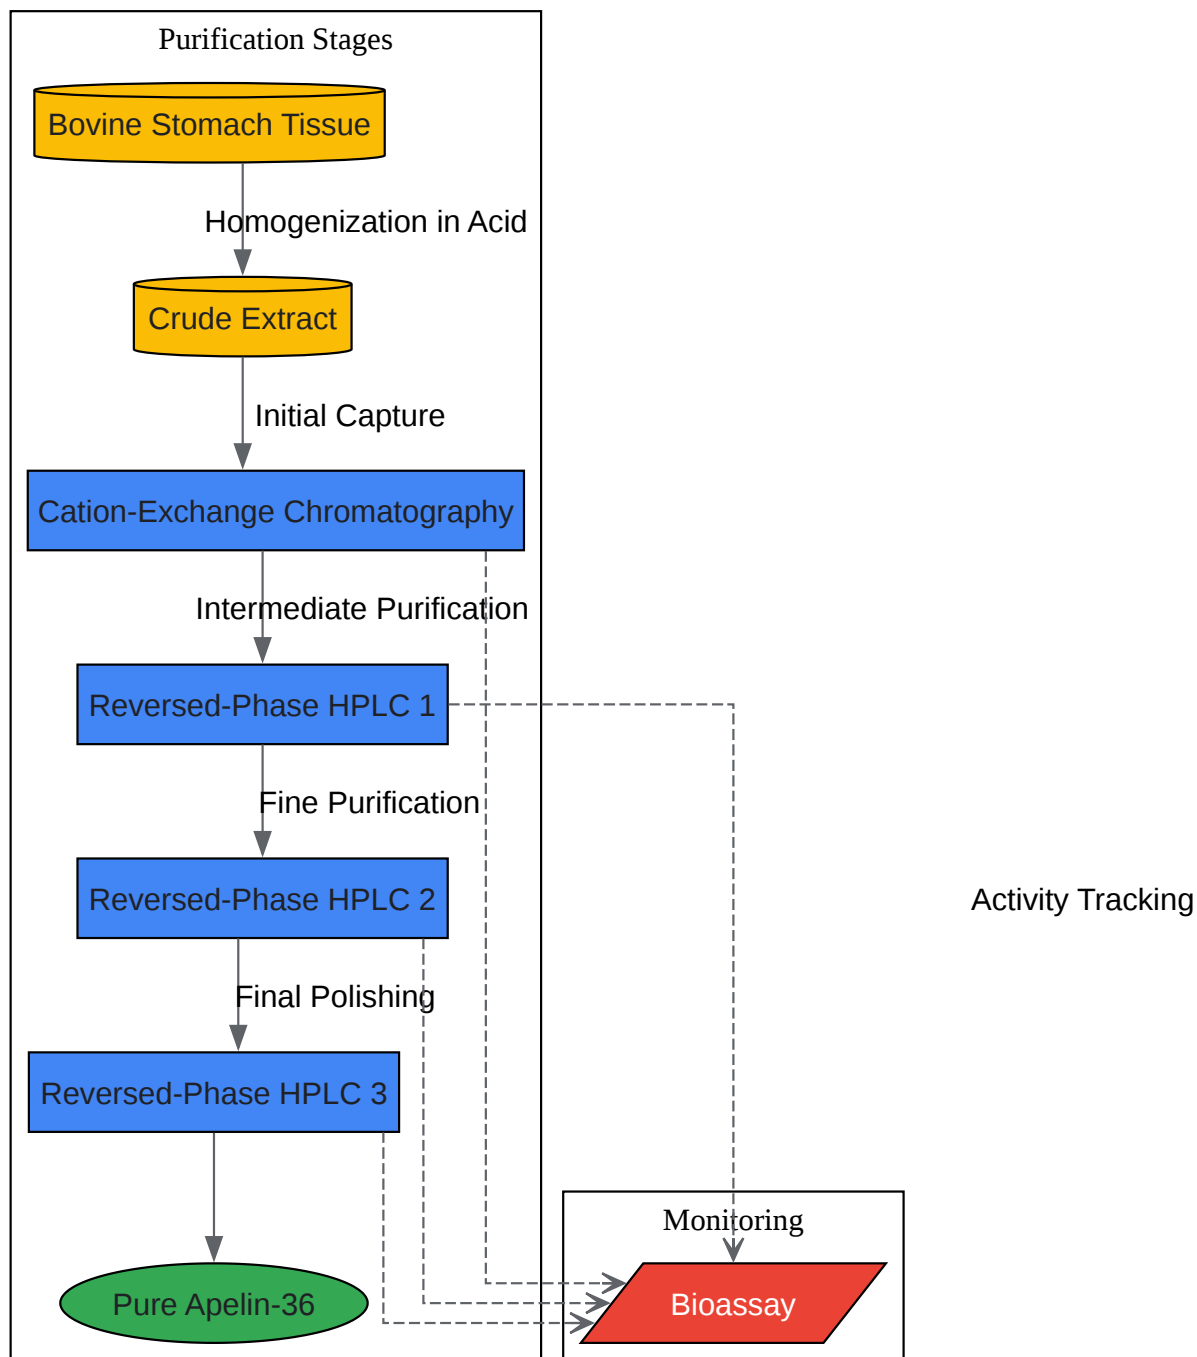 Purification Stages
Bovine Stomach Tissue
Homogenization in Acid
Crude Extract
Initial Capture
Cation-Exchange Chromatography
Intermediate Purification
Reversed-Phase HPLC 1
Fine Purification
Reversed-Phase HPLC 2
Activity Tracking
Final Polishing
Reversed-Phase HPLC 3
Monitoring
Pure Apelin-36
Bioassay